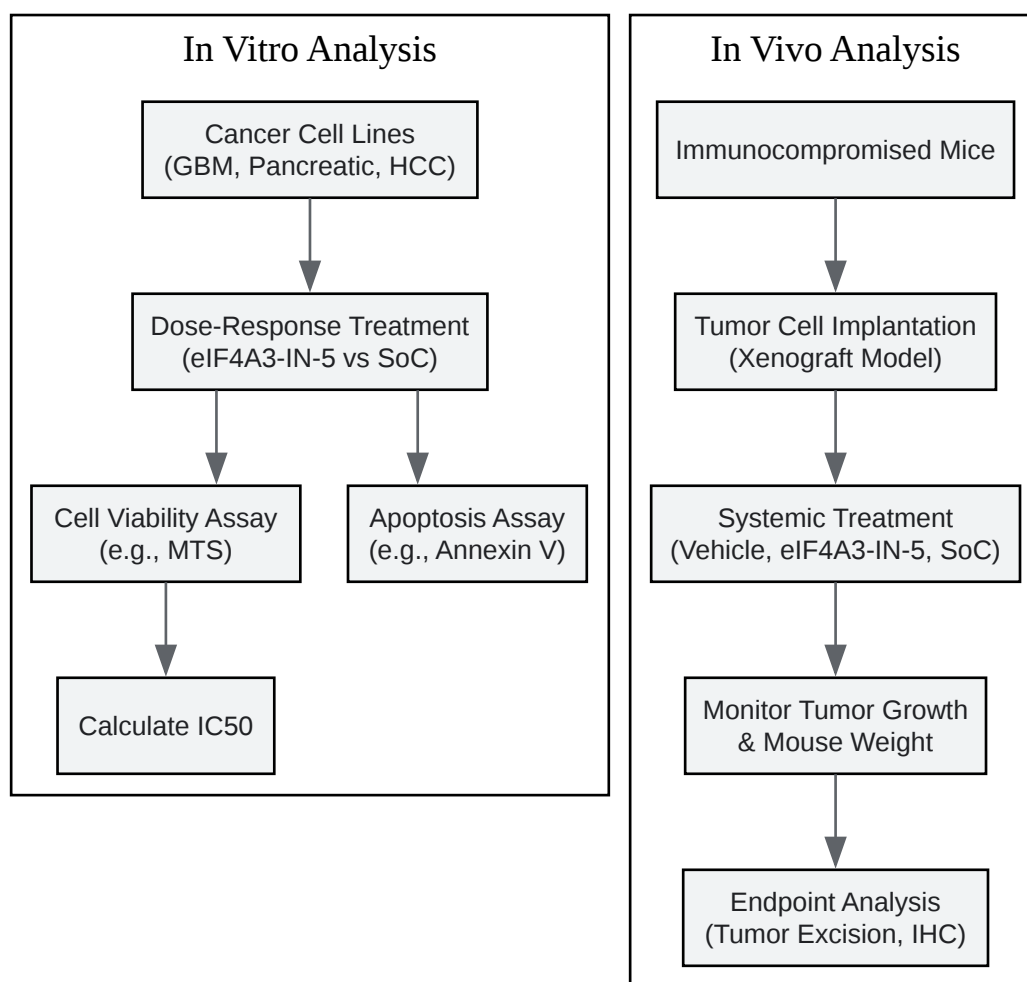 In Vitro Analysis
Cancer Cell Lines
(GBM, Pancreatic, HCC)
Dose-Response Treatment
(eIF4A3-IN-5 vs SoC)
Cell Viability Assay
(e.g., MTS)
Apoptosis Assay
(e.g., Annexin V)
Calculate IC50
In Vivo Analysis
Immunocompromised Mice
Tumor Cell Implantation
(Xenograft Model)
Systemic Treatment
(Vehicle, eIF4A3-IN-5, SoC)
Monitor Tumor Growth
& Mouse Weight
Endpoint Analysis
(Tumor Excision, IHC)